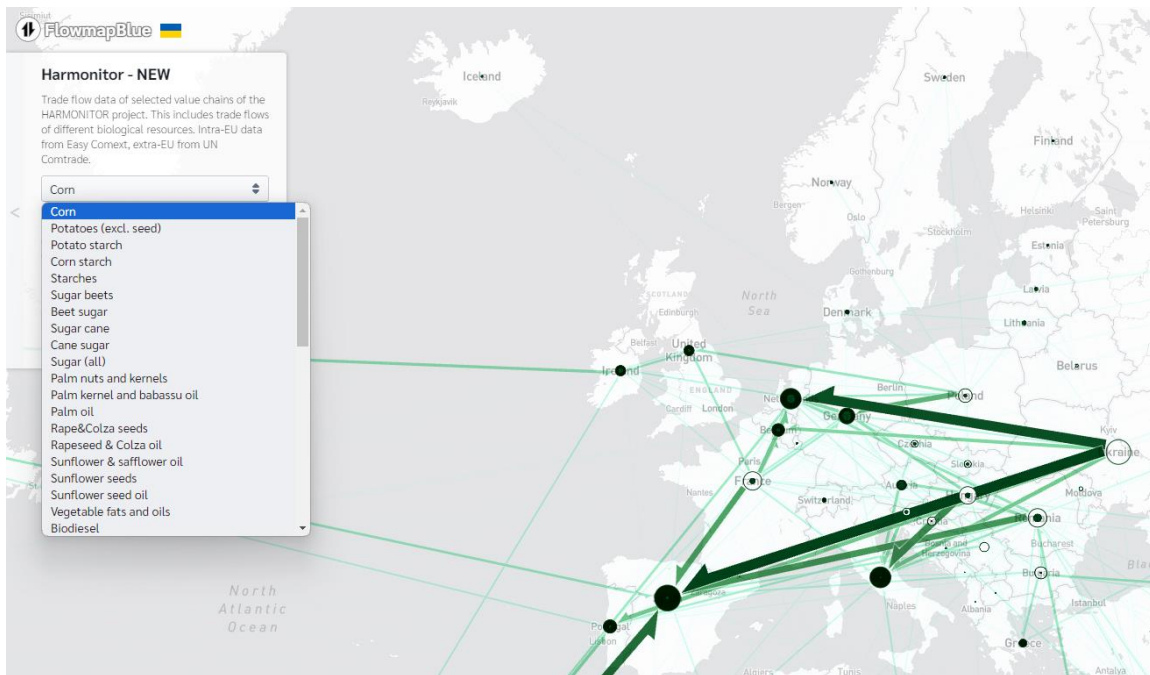 FlowmapBlue
Harmonitor - NEW
Trade flow data of selected value chains of the
HARMONITOR project. This includes trade flows
of different biological resources. Intra-EU data
from Easy Comext, extra-EU from UN
Comtrade.
Corn
<
Corn
Potatoes (excl. seed)
Potato starch
Corn starch
Starches
Sugar beets
Beet sugar
Sugar cane
Cane sugar
Sugar (all)
Palm nuts and kernels
Palm kernel and babassu oil
Palm oil
Rape&Colza seeds
Rapeseed & Colza oil
Sunflower & safflower oil
Sunflower seeds
Sunflower seed oil
Vegetable fats and oils
Biodiesel
Iceland
Reykjavik
Sweden
Finland
Norway
Bergen
Oslo
Helsinki
Saint
Petersburg
Stockholm
Estonia
Gothenburg
Latvia
SCOTLAND
North
Sea
Edinburgh
Denmark
Lithuania
Belfast
United
Kingdom
Ireland
Belarus
ENGLAND
Berlin
Poland
Cardiff
London
Germany
Kyiv
Belgium
Czechia
Ukraine
Paris
Slovakia
France
Nantes
Switzerland
Austria
Hungary
Moldova
Croatia
Romania
Bosnia and
Herzegovina
Bucharest
Bulgaria
Zaragoza
North
Atlantic
Ocean
Naples
Albania
Istanbul
Portugal
Lisbon
Greece
Algiers
Tunis
Antalya